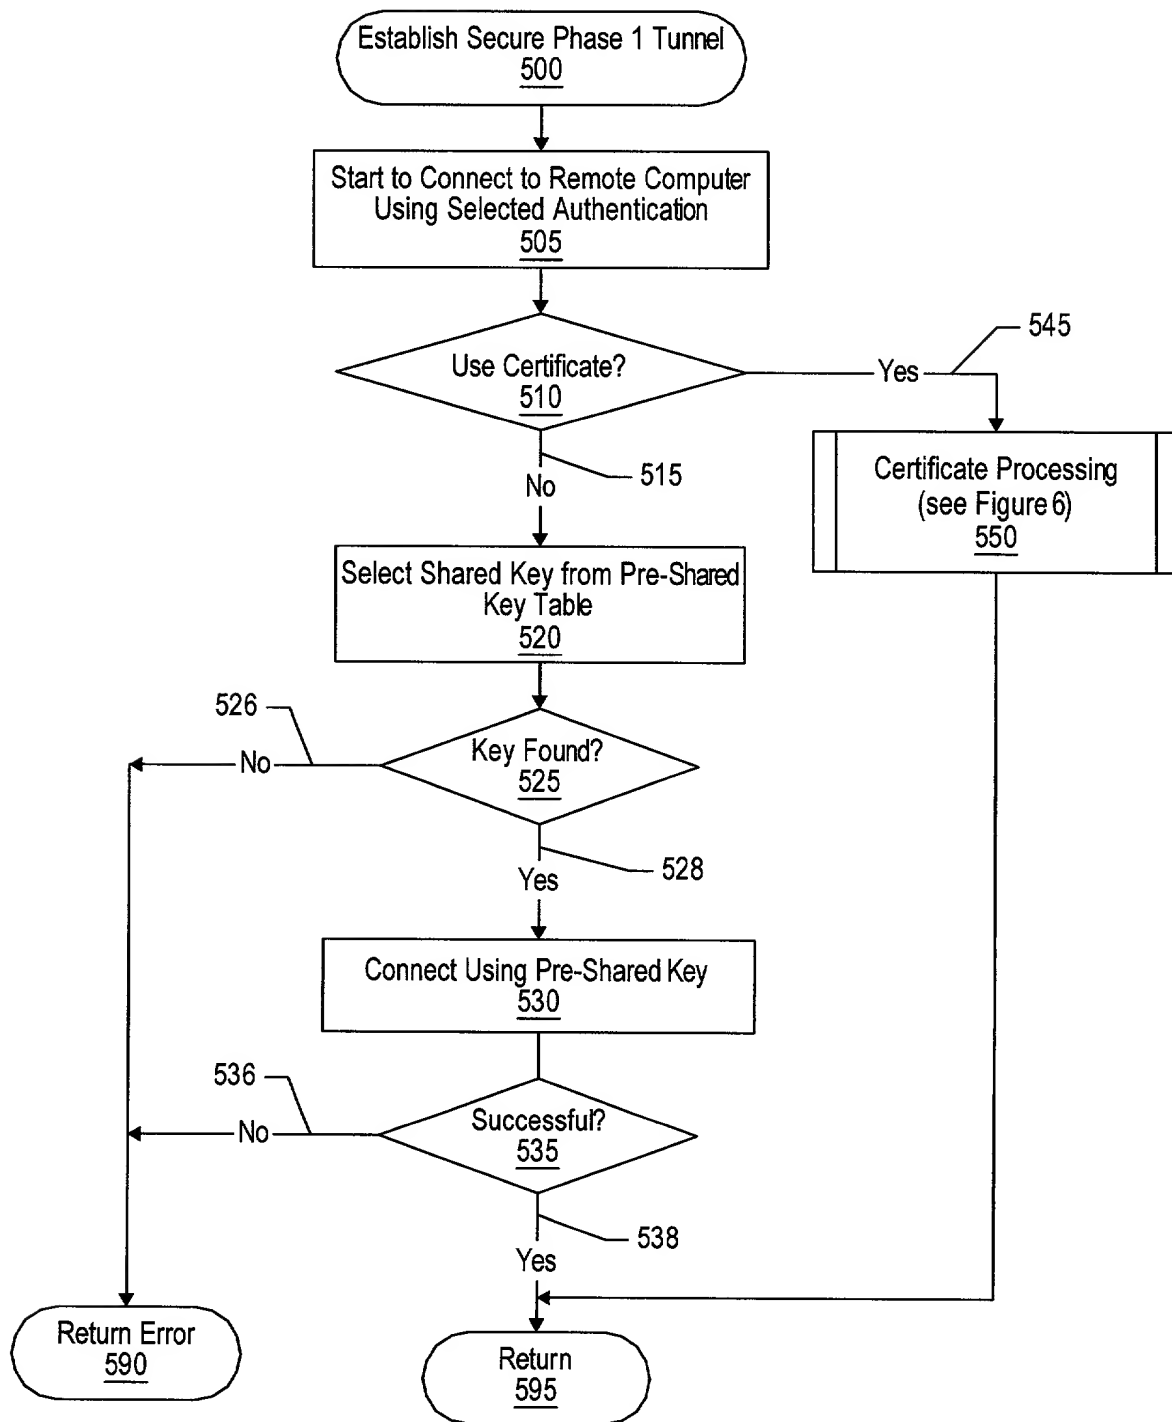 Establish Secure Phase 1 Tunnel
500
Start to Connect to Remote Computer
Using Selected Authentication
505
Use Certificate?
510
Yes
545
515
No
Certificate Processing
(see Figure 6)
550
Select Shared Key from Pre-Shared
Key Table
520
526
No
Key Found?
525
528
Yes
Connect Using Pre-Shared Key
530
536
No
Successful?
535
538
Yes
Return Error
590
Return
595